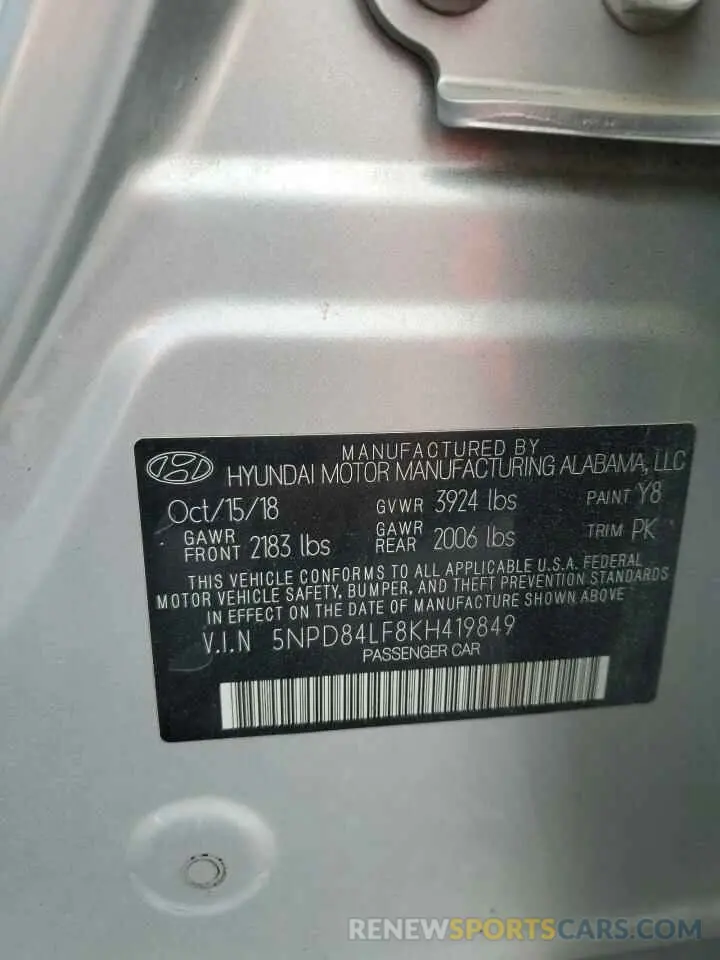 MANUFACTURED BY
HYUNDAI MOTOR MANUFACTURING ALABAMA, LLC
Oct/15/18 GVWR 3924 lbs PAINT Y8
GAWR FRONT 2183 lbs GAWR REAR 2006 lbs TRIM PK
THIS VEHICLE CONFORMS TO ALL APPLICABLE U.S.A. FEDERAL
MOTOR VEHICLE SAFETY, BUMPER, AND THEFT PREVENTION STANDARDS
IN EFFECT ON THE DATE OF MANUFACTURE SHOWN ABOVE
V.I.N 5NPD84LF8KH419849
PASSENGER CAR
RENEWSPORTSCARS.COM